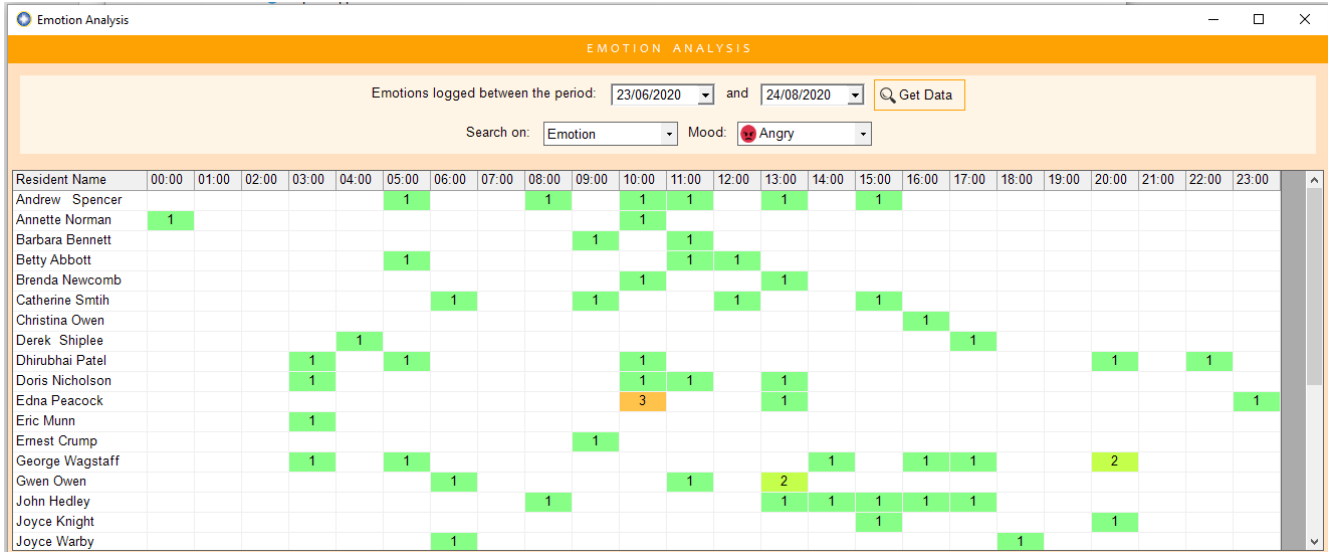 Emotion Analysis
EMOTION ANALYSIS
Emotions logged between the period: 23/06/2020 and 24/08/2020 Get Data
Search on: Emotion Mood: Angry
Resident Name 00:00 01:00 02:00 03:00 04:00 05:00 06:00 07:00 08:00 09:00 10:00 11:00 12:00 13:00 14:00 15:00 16:00 17:00 18:00 19:00 20:00 21:00 22:00 23:00
Andrew Spencer 1 1 1 1 1 1
Annette Norman 1 1
Barbara Bennett 1 1
Betty Abbott 1 1 1
Brenda Newcomb 1 1
Catherine Smtih 1 1 1 1
Christina Owen 1
Derek Shiplee 1 1
Dhirubhai Patel 1 1 1 1 1
Doris Nicholson 1 1 1 1
Edna Peacock 3 1 1
Eric Munn 1
Ernest Crump 1
George Wagstaff 1 1 1 1 1 2
Gwen Owen 1 1 2
John Hedley 1 1 1 1 1 1
Joyce Knight 1 1
Joyce Warby 1 1